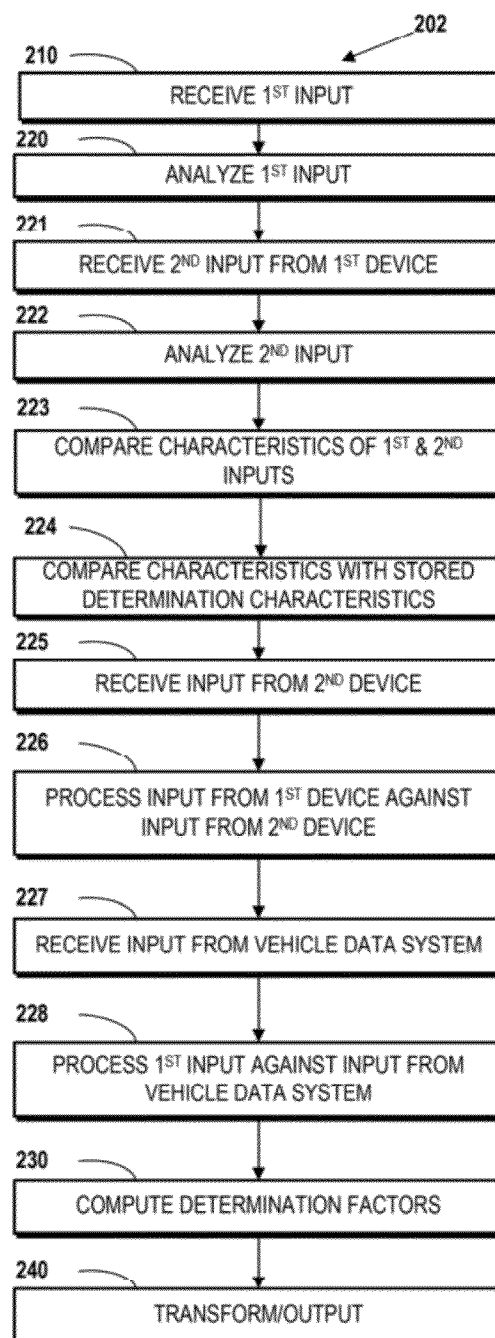 202
210
RECEIVE 1ST INPUT
220
ANALYZE 1ST INPUT
221
RECEIVE 2ND INPUT FROM 1ST DEVICE
222
ANALYZE 2ND INPUT
223
COMPARE CHARACTERISTICS OF 1ST & 2ND
INPUTS
224
COMPARE CHARACTERISTICS WITH STORED
DETERMINATION CHARACTERISTICS
225
RECEIVE INPUT FROM 2ND DEVICE
226
PROCESS INPUT FROM 1ST DEVICE AGAINST
INPUT FROM 2ND DEVICE
227
RECEIVE INPUT FROM VEHICLE DATA SYSTEM
228
PROCESS 1ST INPUT AGAINST INPUT FROM
VEHICLE DATA SYSTEM
230
COMPUTE DETERMINATION FACTORS
240
TRANSFORM/OUTPUT